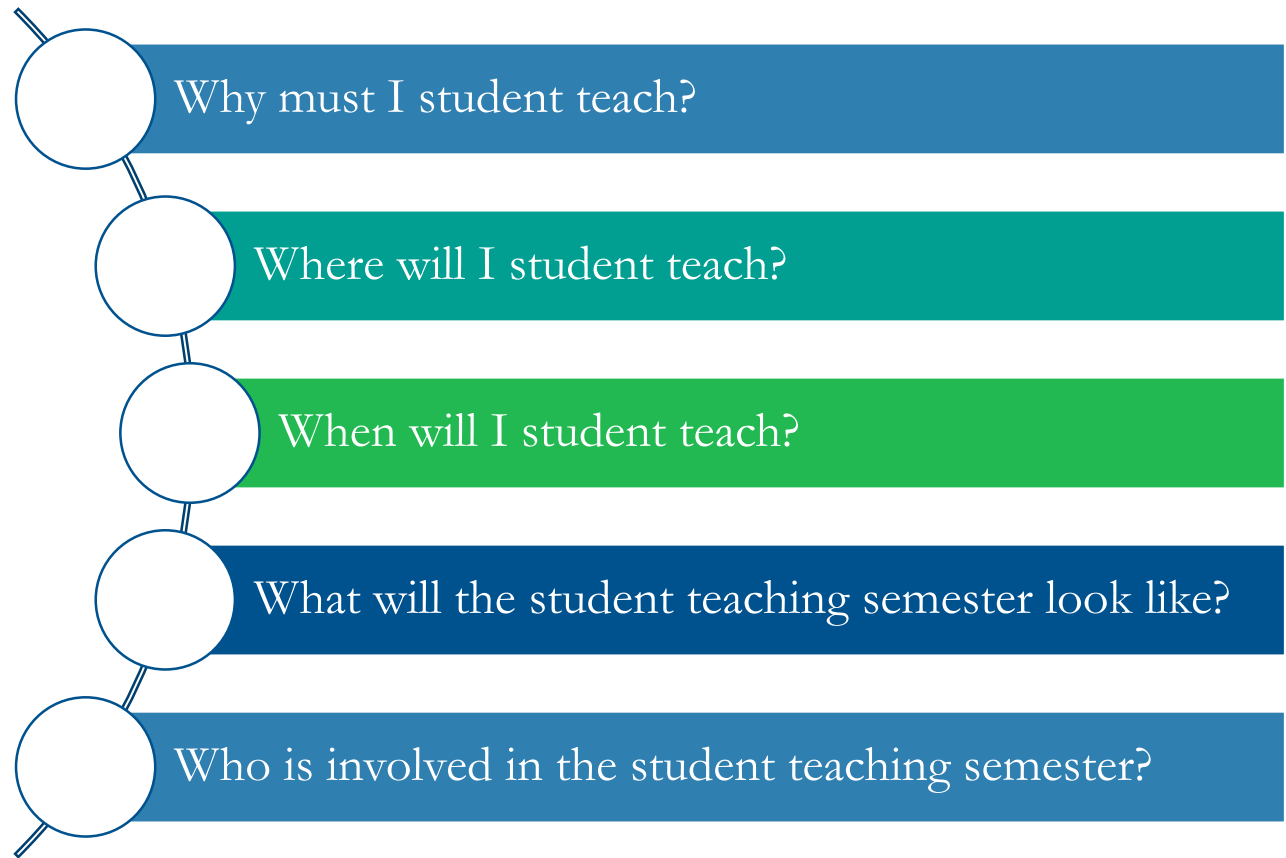 Why must I student teach?
Where will I student teach?
When will I student teach?
What will the student teaching semester look like?
Who is involved in the student teaching semester?